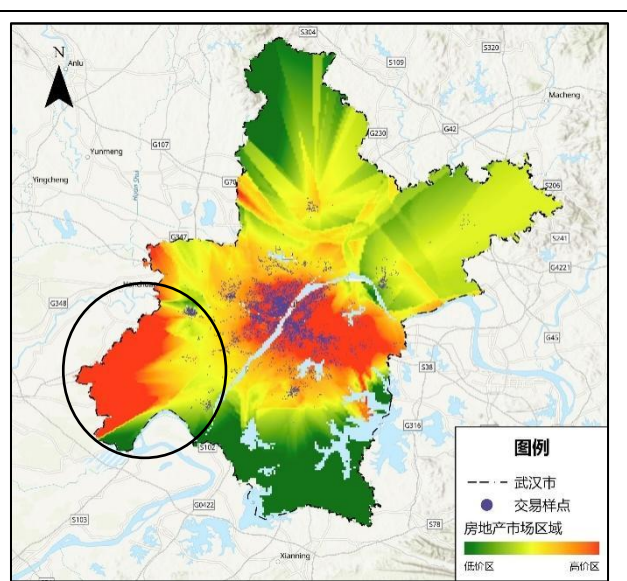 S304
N
Anlu
S320
S109
Macheng
G230
G42
G107
Yunmeng
G70
Yingcheng
S206
G347
S241
G4221
G348
G45
S38
G316
S102
图例
武汉市
G0422
交易样点
S103
S78
房地产市场区域
Xianning
低价区
高价区